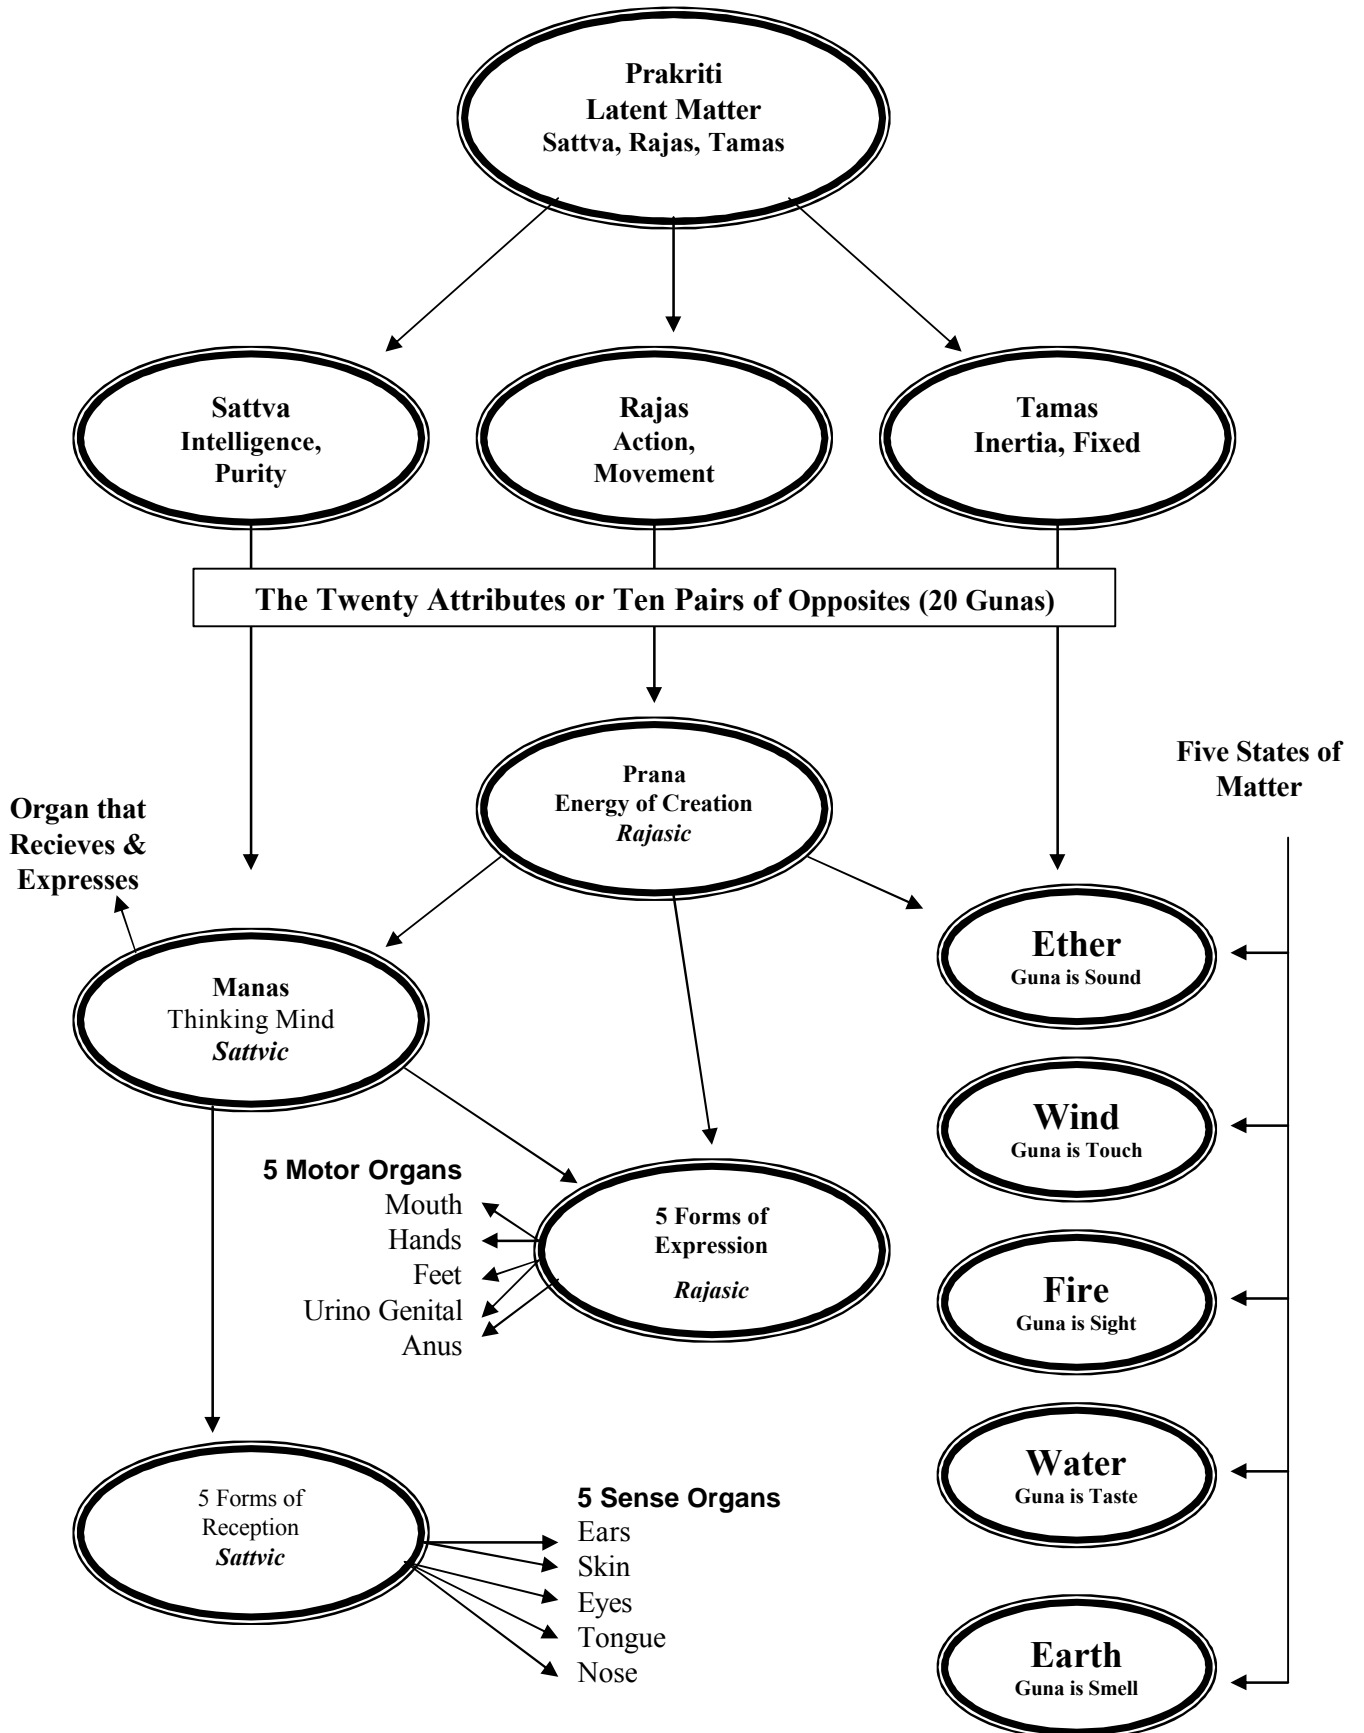 Prakriti
Latent Matter
Sattva, Rajas, Tamas
Sattva
Intelligence,
Purity
Rajas
Action,
Movement
Tamas
Inertia, Fixed
The Twenty Attributes or Ten Pairs of Opposites (20 Gunas)
Prana
Energy of Creation
Rajasic
Five States of
Matter
Organ that
Recieves &
Expresses
Manas
Thinking Mind
Sattvic
Ether
Guna is Sound
Wind
Guna is Touch
5 Motor Organs
Mouth
Hands
Feet
Urino Genital
Anus
5 Forms of
Expression
Rajasic
Fire
Guna is Sight
Water
Guna is Taste
5 Forms of
Reception
Sattvic
5 Sense Organs
Ears
Skin
Eyes
Tongue
Nose
Earth
Guna is Smell